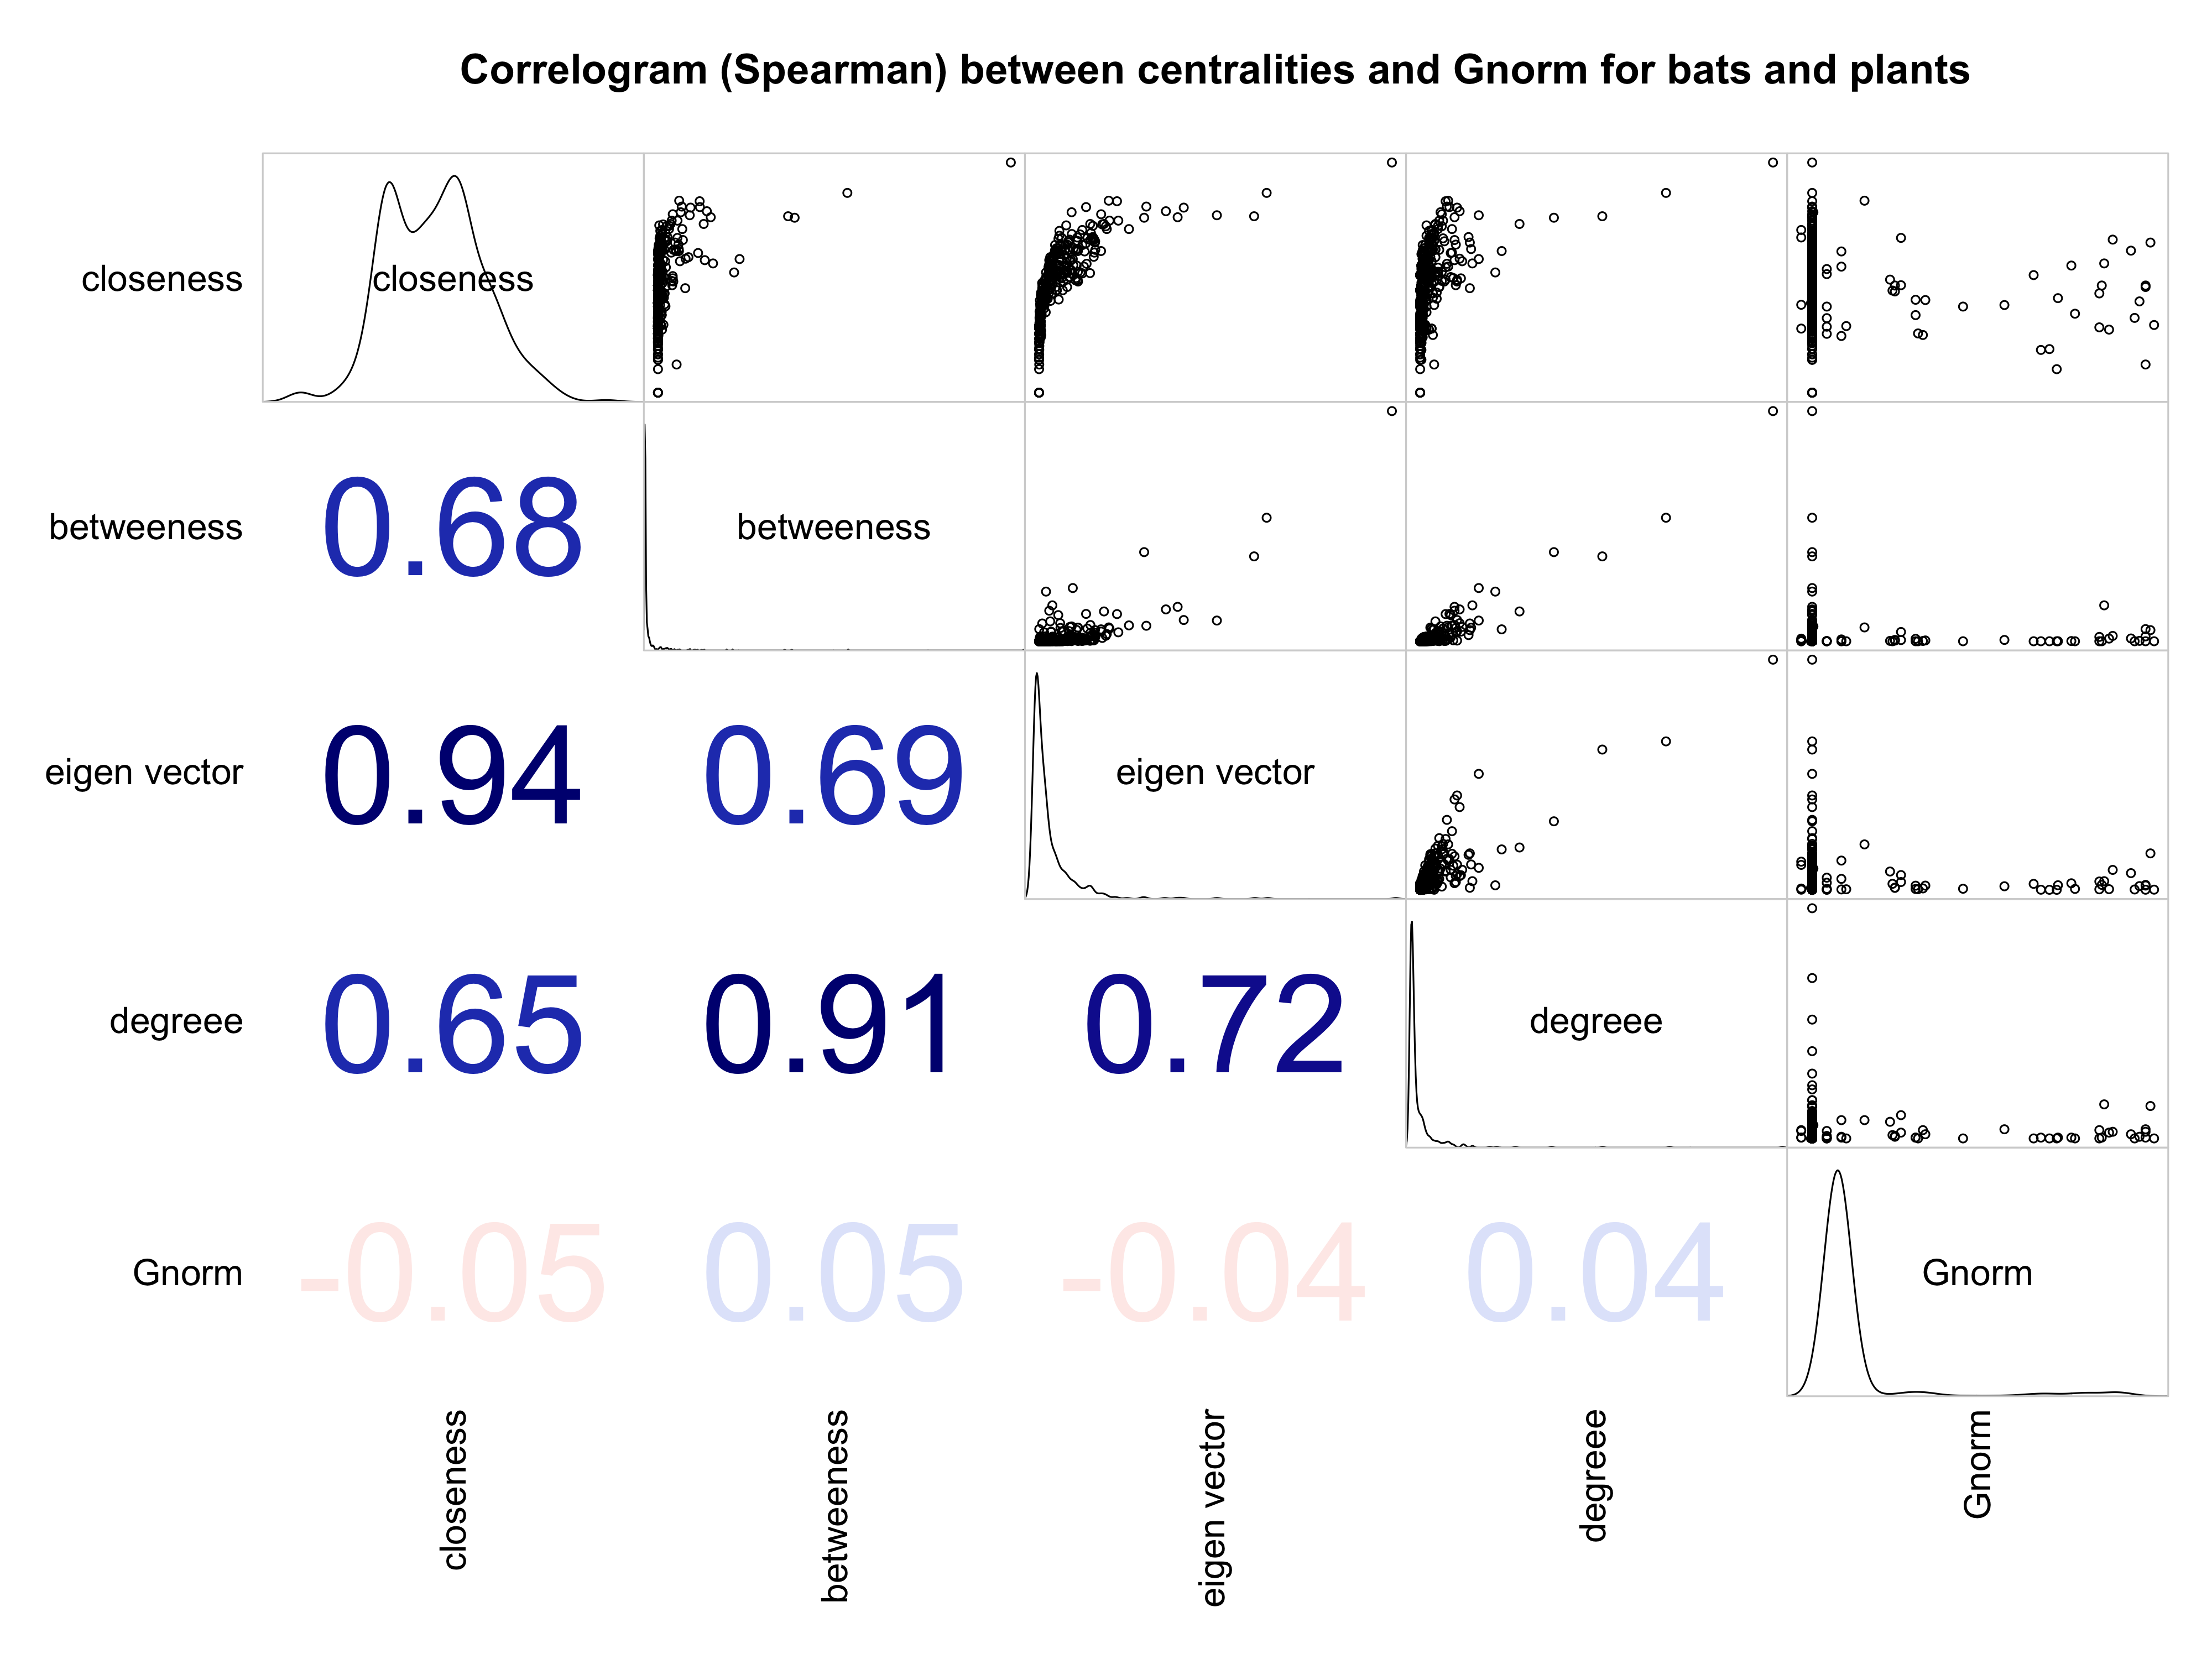 Correlogram (Spearman) between centralities and Gnorm for bats and plants
closeness closeness
betweeness 0.68 betweeness
eigen vector 0.94 0.69 eigen vector
degreee 0.65 0.91 0.72 degreee
Gnorm -0.05 0.05 -0.04 0.04 Gnorm
closeness
betweeness
eigen vector
degreee
Gnorm